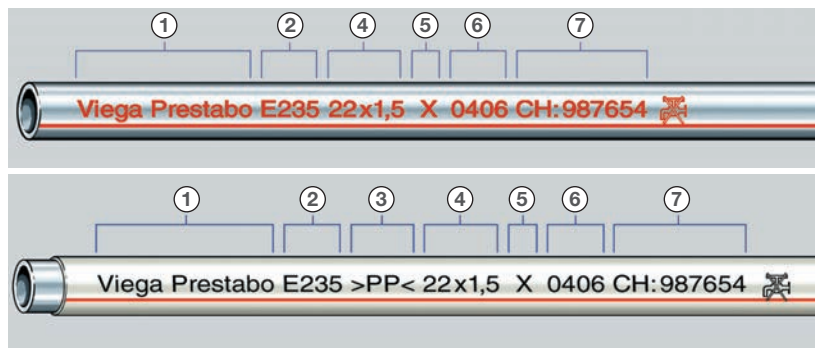 ① ② ④ ⑤ ⑥ ⑦
Viega Prestabo E235 22x1,5 X 0406 CH:987654
① ② ③ ④ ⑤ ⑥ ⑦
Viega Prestabo E235 >PP< 22x1,5 X 0406 CH:987654